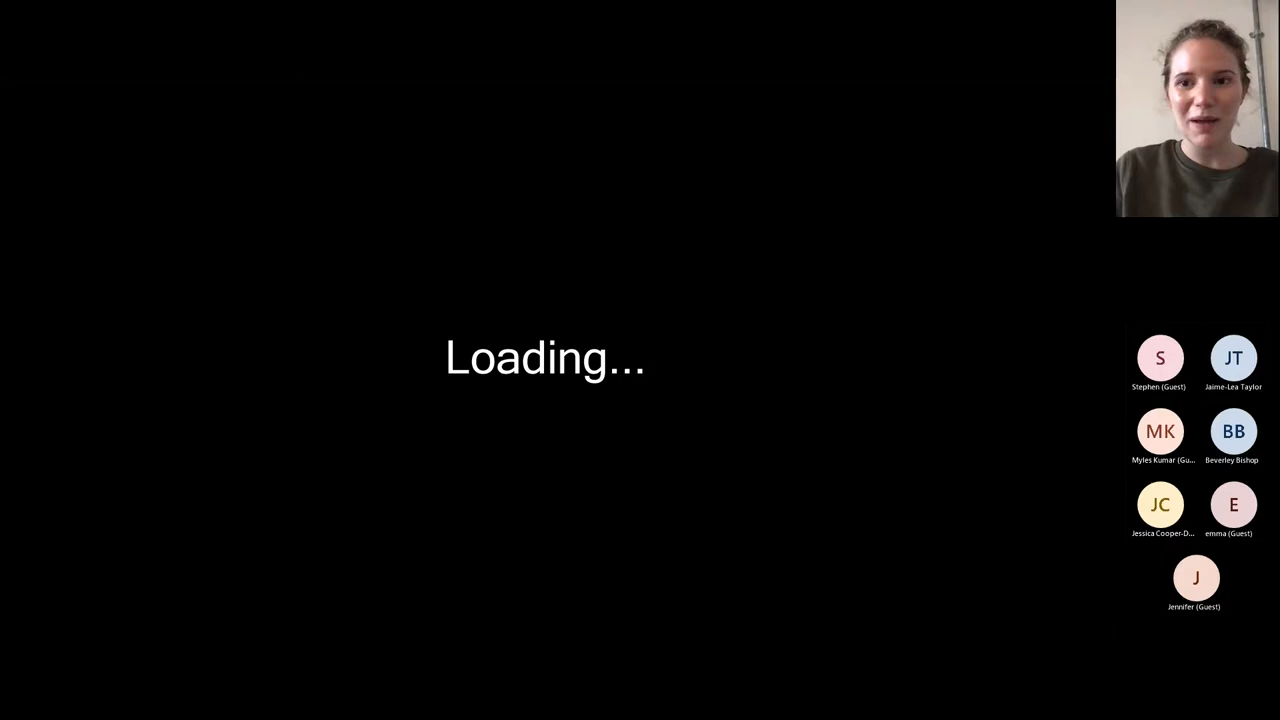 Loading...
S
JT
Stephen (Guest)
Jaime-Lea Taylor
MK
BB
Myles Kumar (Gu...
Beverley Bishop
JC
E
Jessica Cooper-D...
emma (Guest)
J
Jennifer (Guest)